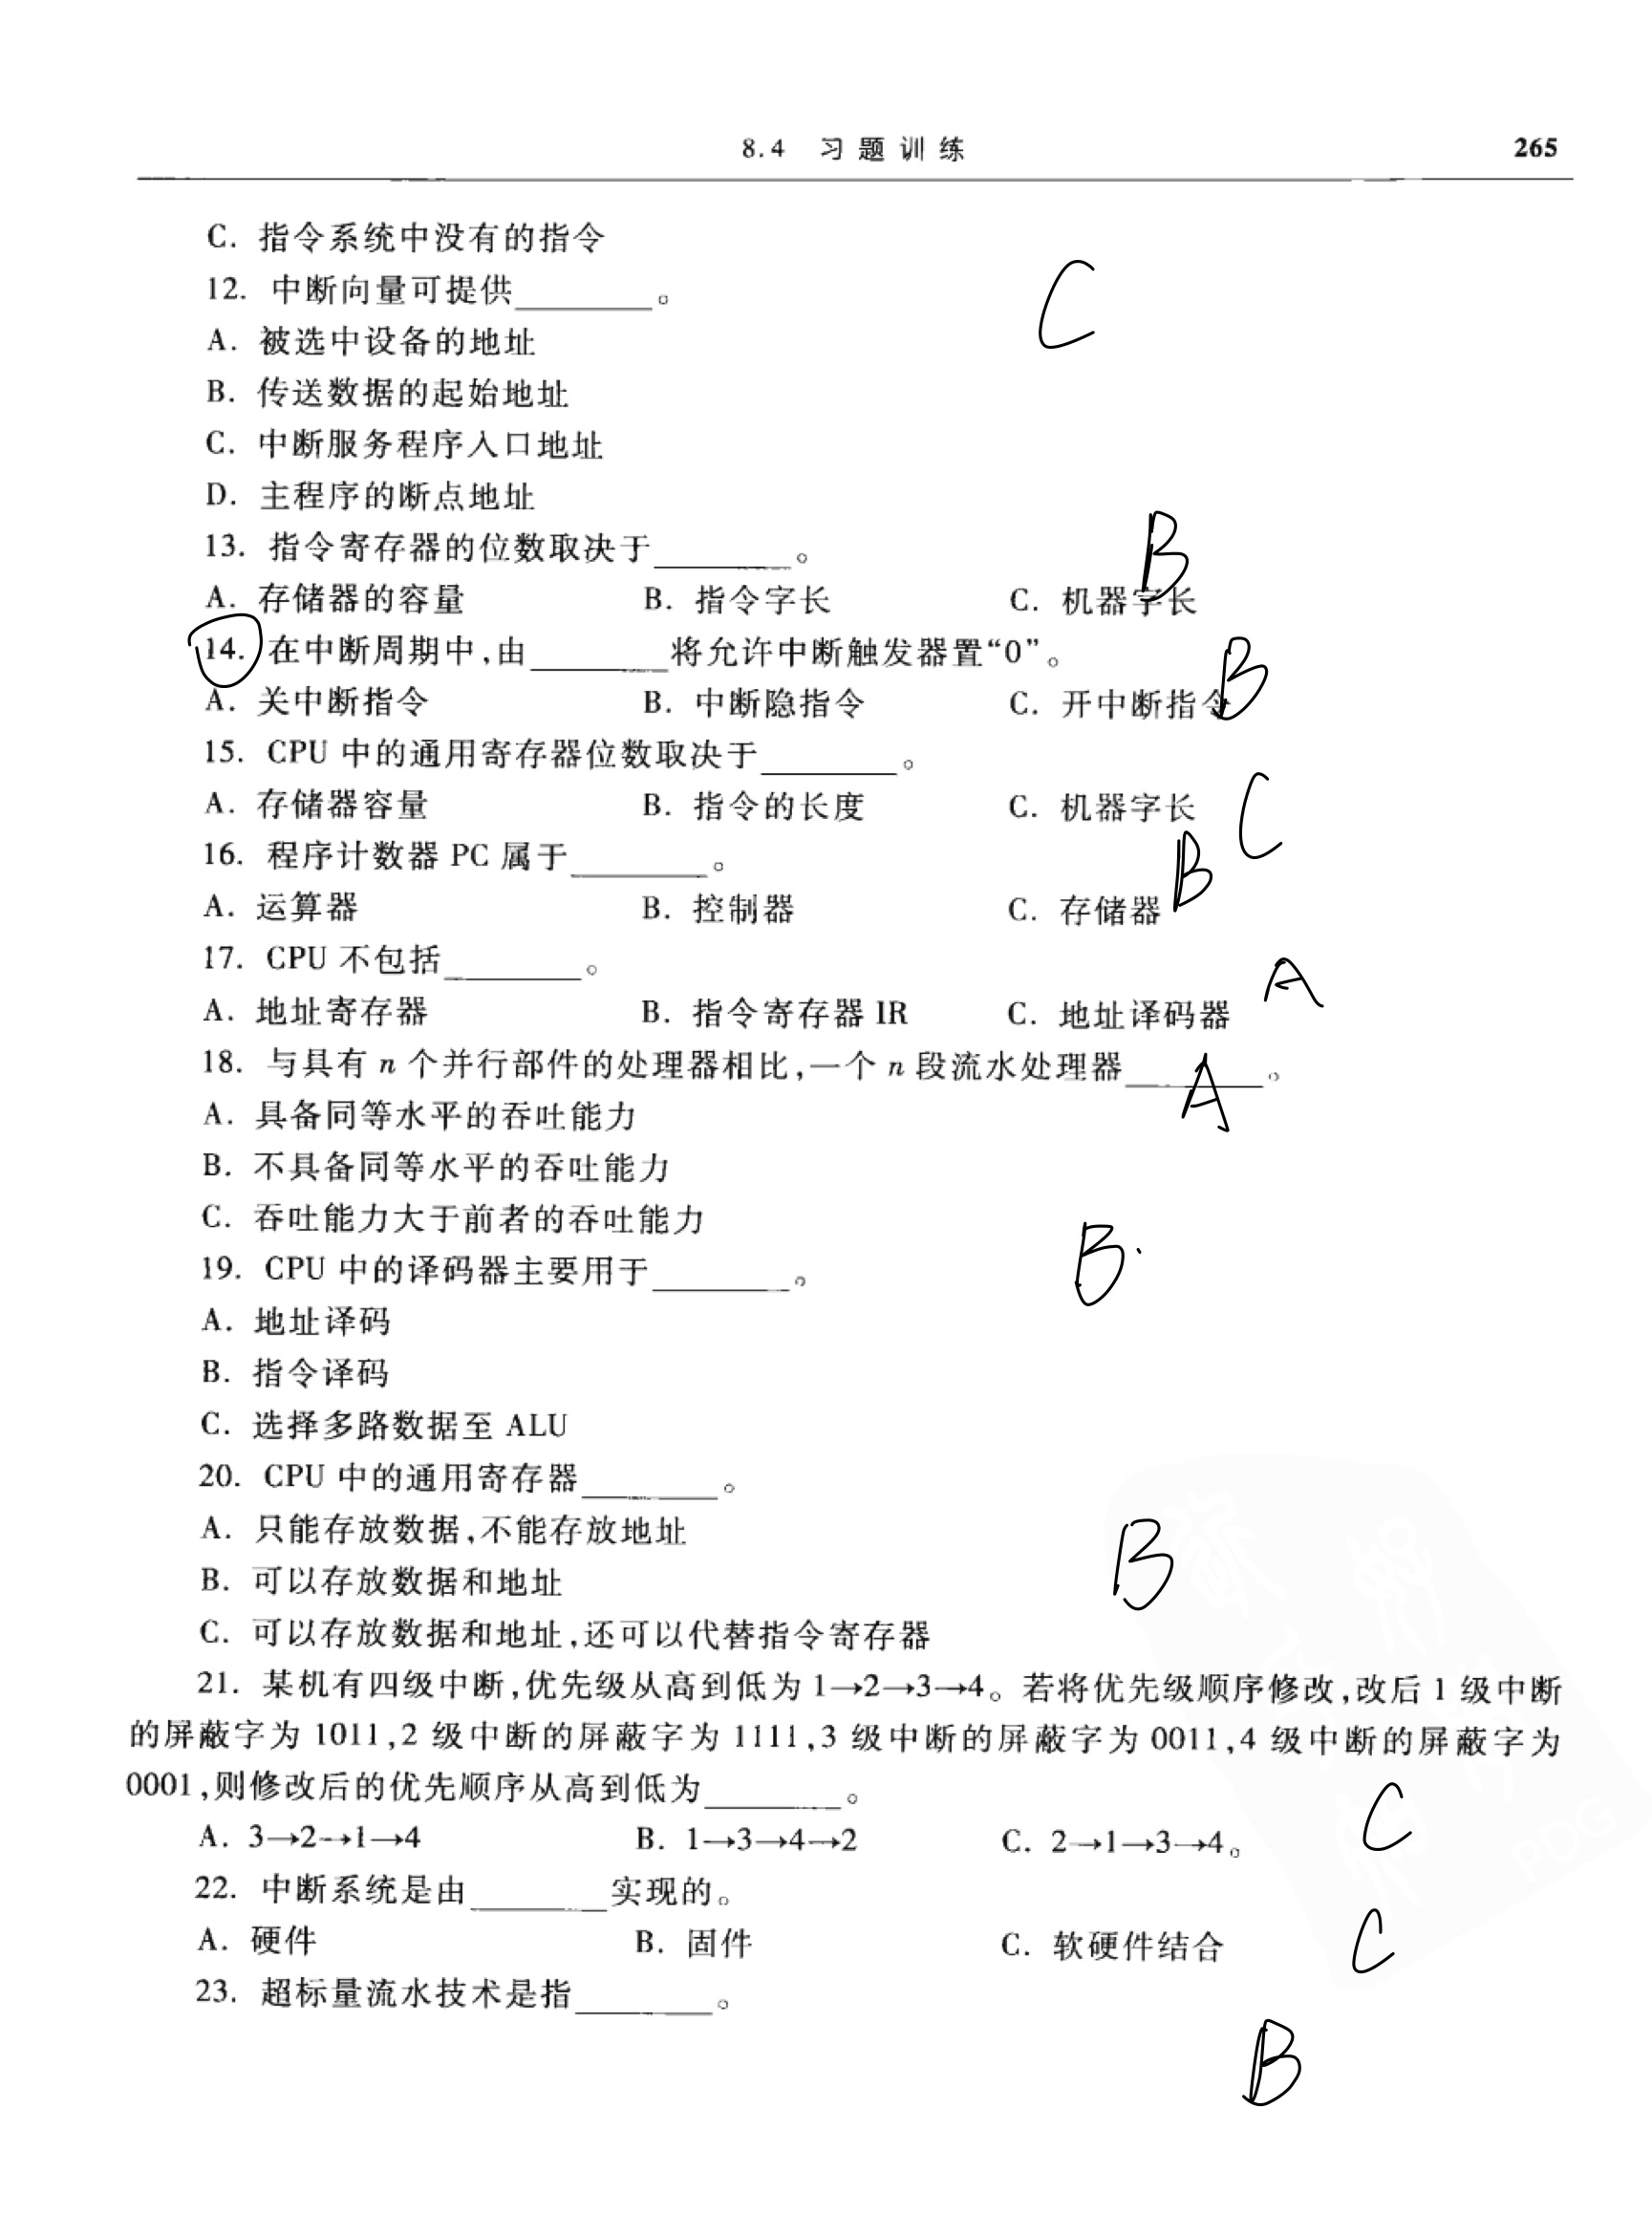 8.4 习题训练 265
C. 指令系统中没有的指令
12. 中断向量可提供________。
C
A. 被选中设备的地址
B. 传送数据的起始地址
C. 中断服务程序入口地址
D. 主程序的断点地址
13. 指令寄存器的位数取决于________。
B
A. 存储器的容量 B. 指令字长 C. 机器字长
14. 在中断周期中,由________将允许中断触发器置“0”。
B
A. 关中断指令 B. 中断隐指令 C. 开中断指令
15. CPU 中的通用寄存器位数取决于________。
A. 存储器容量 B. 指令的长度 C. 机器字长
C
16. 程序计数器 PC 属于________。
B
A. 运算器 B. 控制器 C. 存储器
17. CPU 不包括________。
A
A. 地址寄存器 B. 指令寄存器 IR C. 地址译码器
18. 与具有 n 个并行部件的处理器相比,一个 n 段流水处理器________。
A
A. 具备同等水平的吞吐能力
B. 不具备同等水平的吞吐能力
C. 吞吐能力大于前者的吞吐能力
19. CPU 中的译码器主要用于________。
B.
A. 地址译码
B. 指令译码
C. 选择多路数据至 ALU
20. CPU 中的通用寄存器________。
A. 只能存放数据,不能存放地址
B
B. 可以存放数据和地址
C. 可以存放数据和地址,还可以代替指令寄存器
21. 某机有四级中断,优先级从高到低为 1→2→3→4。若将优先级顺序修改,改后 1 级中断
的屏蔽字为 1011,2 级中断的屏蔽字为 1111,3 级中断的屏蔽字为 0011,4 级中断的屏蔽字为
0001,则修改后的优先顺序从高到低为________。
C
A. 3→2→1→4 B. 1→3→4→2 C. 2→1→3→4。
22. 中断系统是由________实现的。
A. 硬件 B. 固件 C. 软硬件结合
C
23. 超标量流水技术是指________。
B
PDG